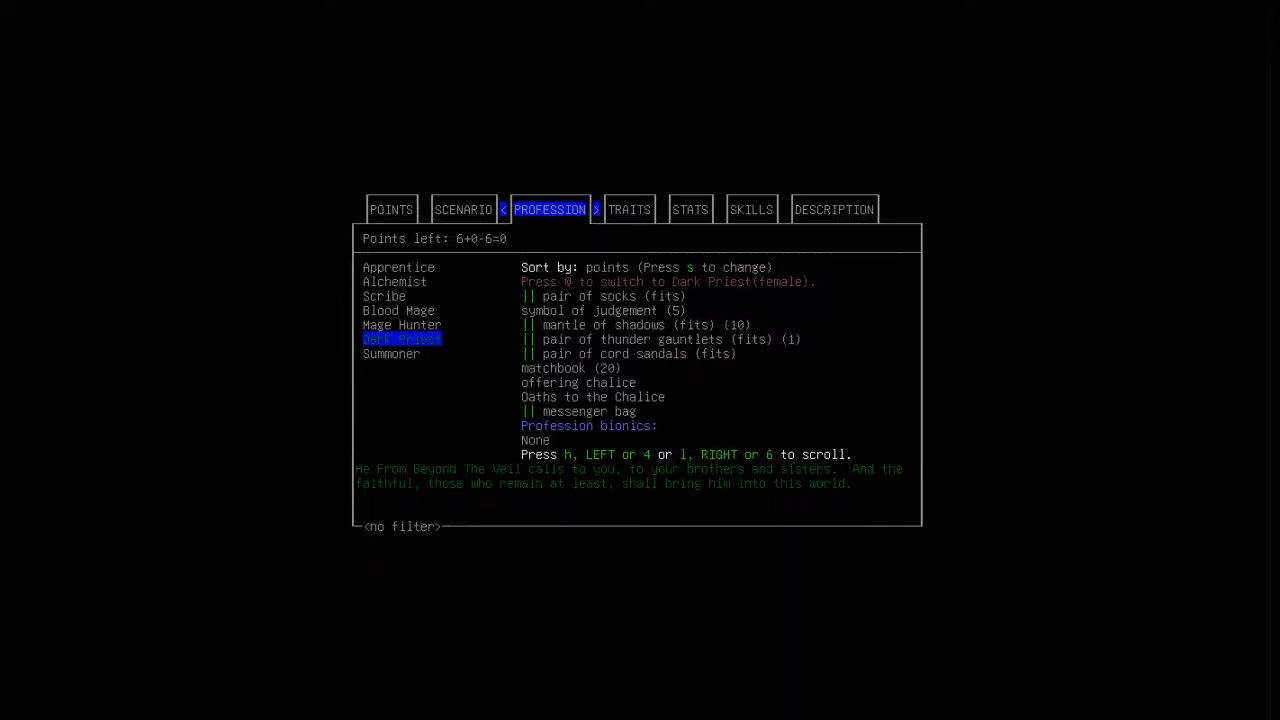 POINTS SCENARIO < PROFESSION > TRAITS STATS SKILLS DESCRIPTION
Points left: 6+0-6=0
Apprentice
Alchemist
Scribe
Blood Mage
Mage Hunter
Dark Priest
Summoner
Sort by: points (Press s to change)
Press @ to switch to Dark Priest(female).
|| pair of socks (fits)
symbol of judgement (5)
|| mantle of shadows (fits) (10)
|| pair of thunder gauntlets (fits) (1)
|| pair of cord sandals (fits)
matchbook (20)
offering chalice
Oaths to the Chalice
|| messenger bag
Profession bionics:
None
Press h, LEFT or 4 or l, RIGHT or 6 to scroll.
He From Beyond The Veil calls to you, to your brothers and sisters.  And the
faithful, those who remain at least, shall bring him into this world.
<no filter>